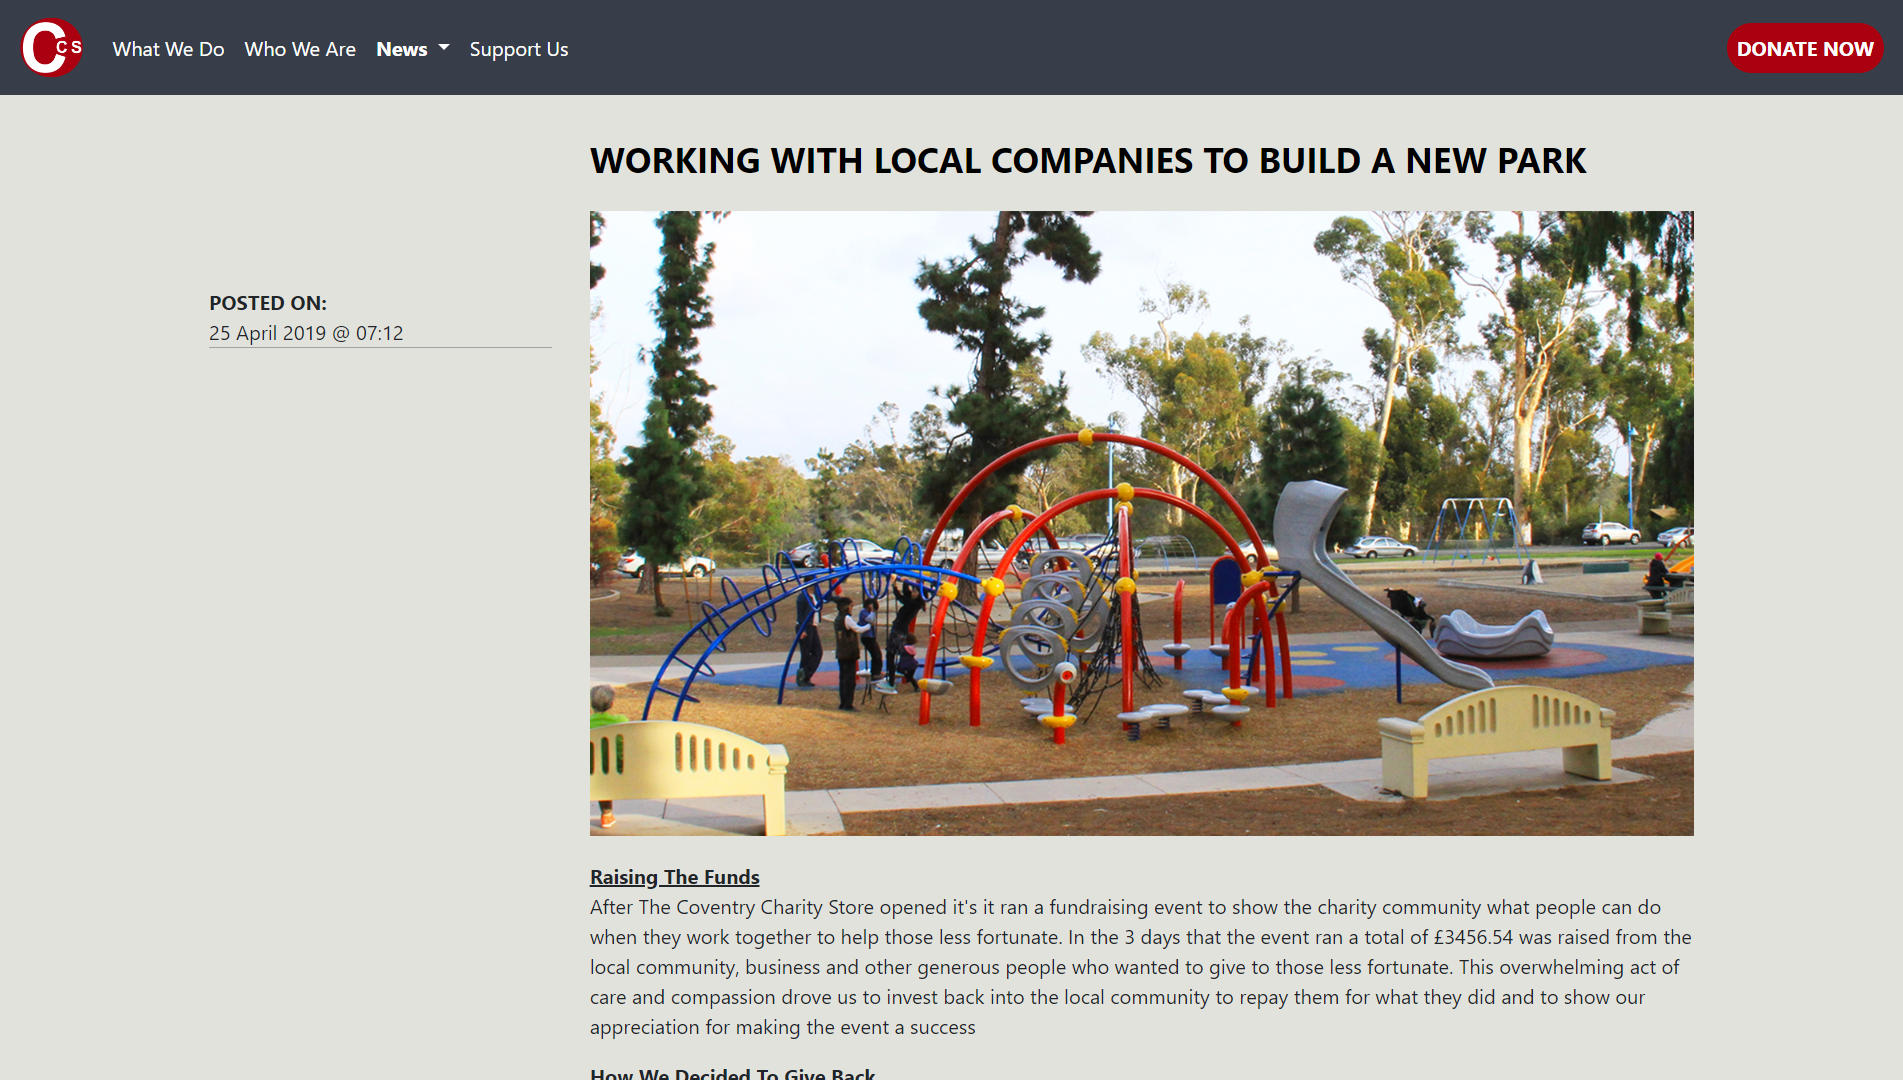 CCS
What We Do Who We Are News Support Us
DONATE NOW
WORKING WITH LOCAL COMPANIES TO BUILD A NEW PARK
POSTED ON:
25 April 2019 @ 07:12
Raising The Funds
After The Coventry Charity Store opened it's it ran a fundraising event to show the charity community what people can do
when they work together to help those less fortunate. In the 3 days that the event ran a total of £3456.54 was raised from the
local community, business and other generous people who wanted to give to those less fortunate. This overwhelming act of
care and compassion drove us to invest back into the local community to repay them for what they did and to show our
appreciation for making the event a success
How We Decided To Give Back